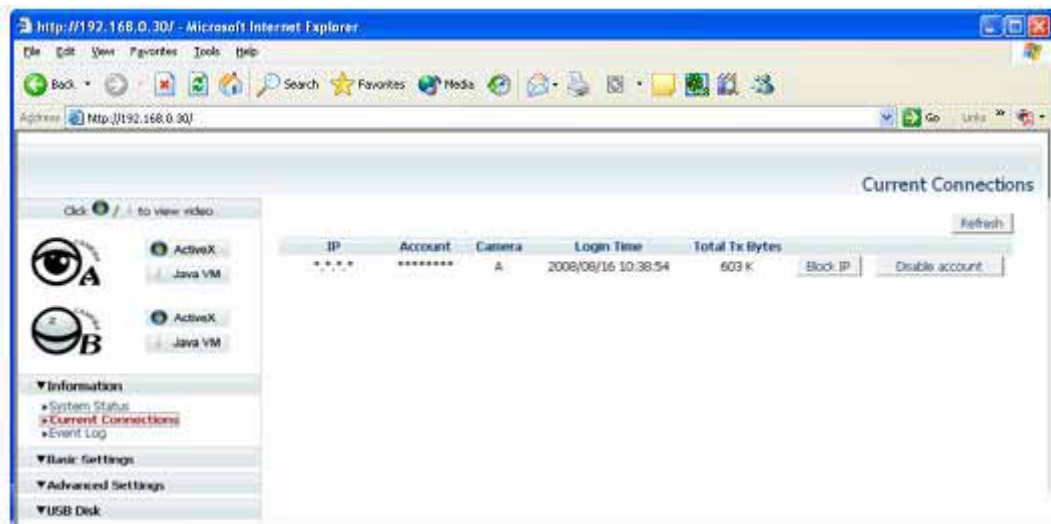 http://192.168.0.30/ - Microsoft Internet Explorer
File Edit View Favorites Tools Help
Back Search Favorites Media
Address http://192.168.0.30/ Go Links »
Current Connections
Click / to view video
Refresh
IP Account Camera Login Time Total Tx Bytes
*.*.*.* ******** A 2008/08/16 10:38:54 603 K Block IP Disable account
CAMERA A
ActiveX
Java VM
CAMERA B
ActiveX
Java VM
▼Information
▸System Status
▸Current Connections
▸Event Log
▼Basic Settings
▼Advanced Settings
▼USB Disk